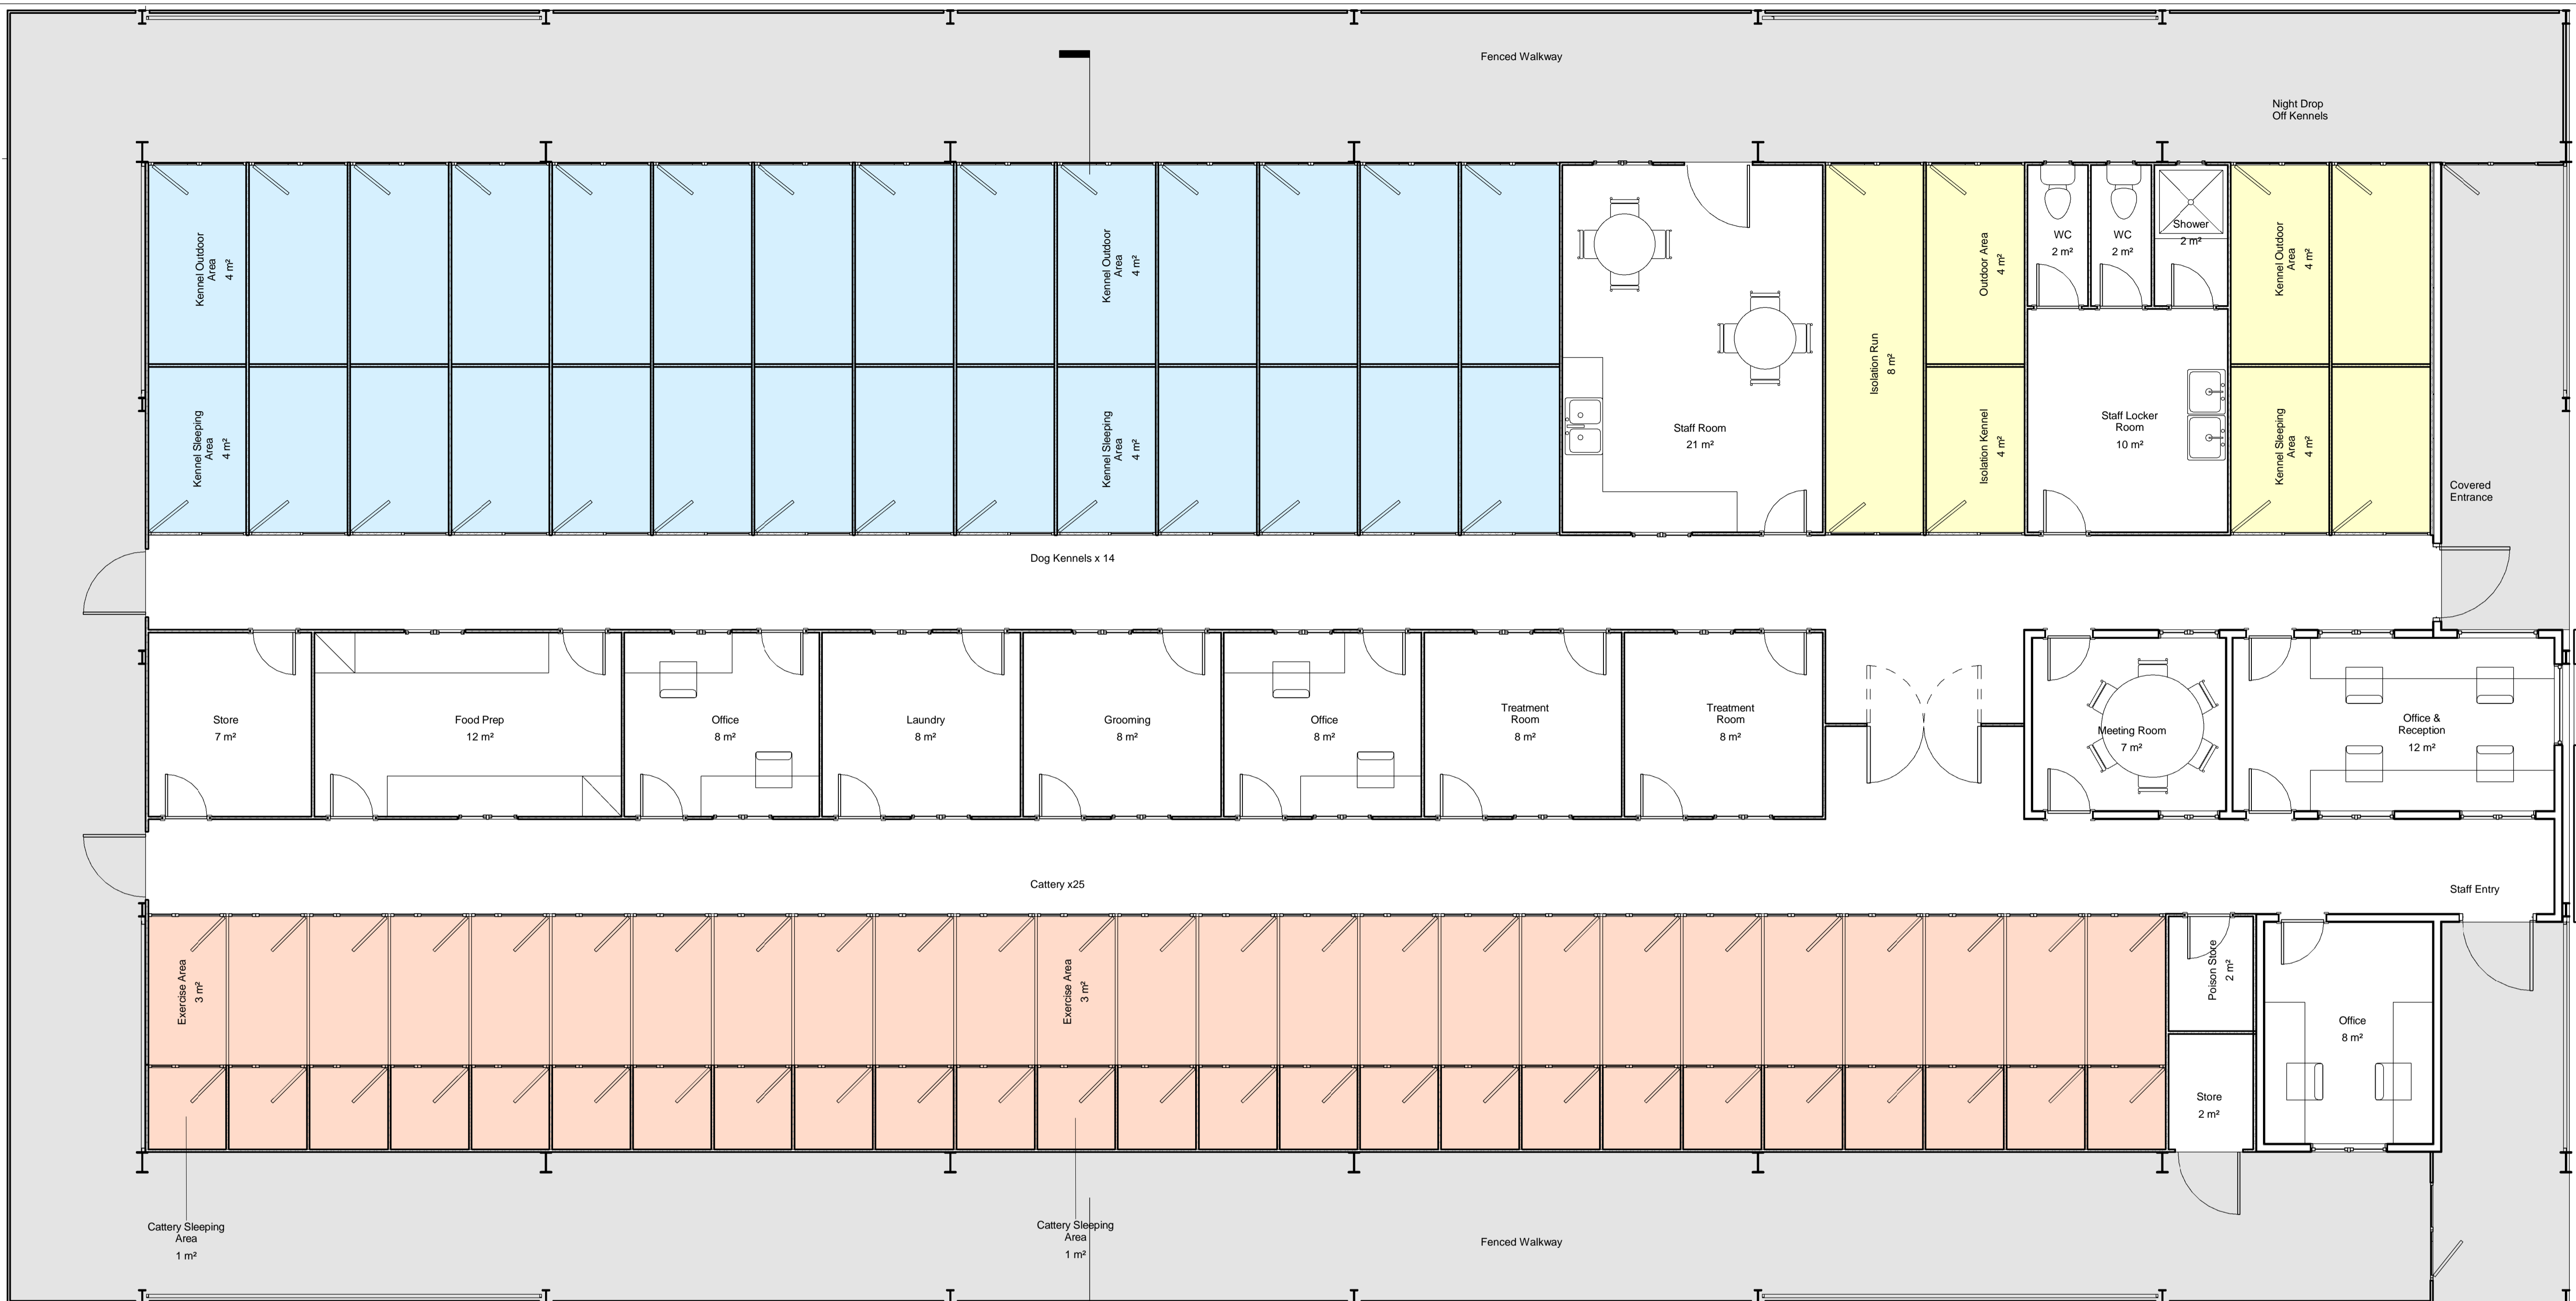 Fenced Walkway
Night Drop
Off Kennels
Kennel Outdoor
Area
4 m²
Kennel Outdoor
Area
4 m²
Outdoor Area
4 m²
WC
2 m²
WC
2 m²
Shower
2 m²
Kennel Outdoor
Area
4 m²
Isolation Run
8 m²
Kennel Sleeping
Area
4 m²
Kennel Sleeping
Area
4 m²
Staff Room
21 m²
Isolation Kennel
4 m²
Staff Locker
Room
10 m²
Kennel Sleeping
Area
4 m²
Covered
Entrance
Dog Kennels x 14
Store
7 m²
Food Prep
12 m²
Office
8 m²
Laundry
8 m²
Grooming
8 m²
Office
8 m²
Treatment
Room
8 m²
Treatment
Room
8 m²
Meeting Room
7 m²
Office &
Reception
12 m²
Cattery x25
Staff Entry
Exercise Area
3 m²
Exercise Area
3 m²
Poison Store
2 m²
Office
8 m²
Store
2 m²
Cattery Sleeping
Area
1 m²
Cattery Sleeping
Area
1 m²
Fenced Walkway